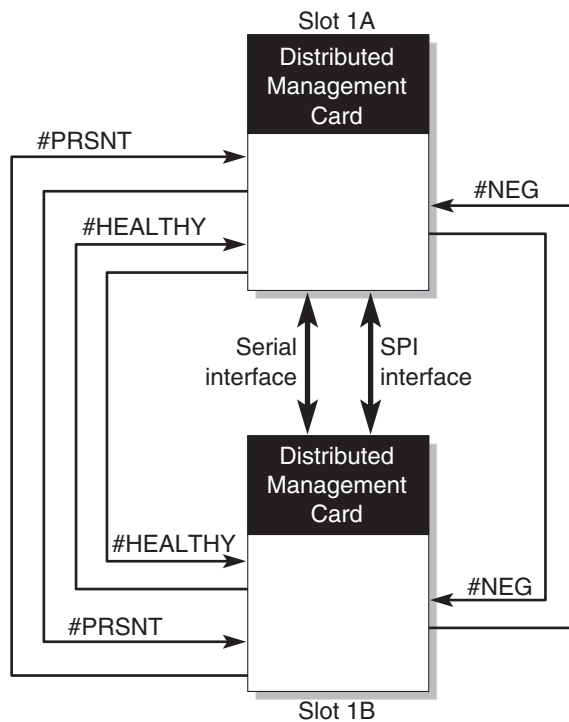 Slot 1A
Distributed
Management
Card
#PRSNT
#NEG
#HEALTHY
Serial
interface
SPI
interface
Distributed
Management
Card
#HEALTHY
#NEG
#PRSNT
Slot 1B